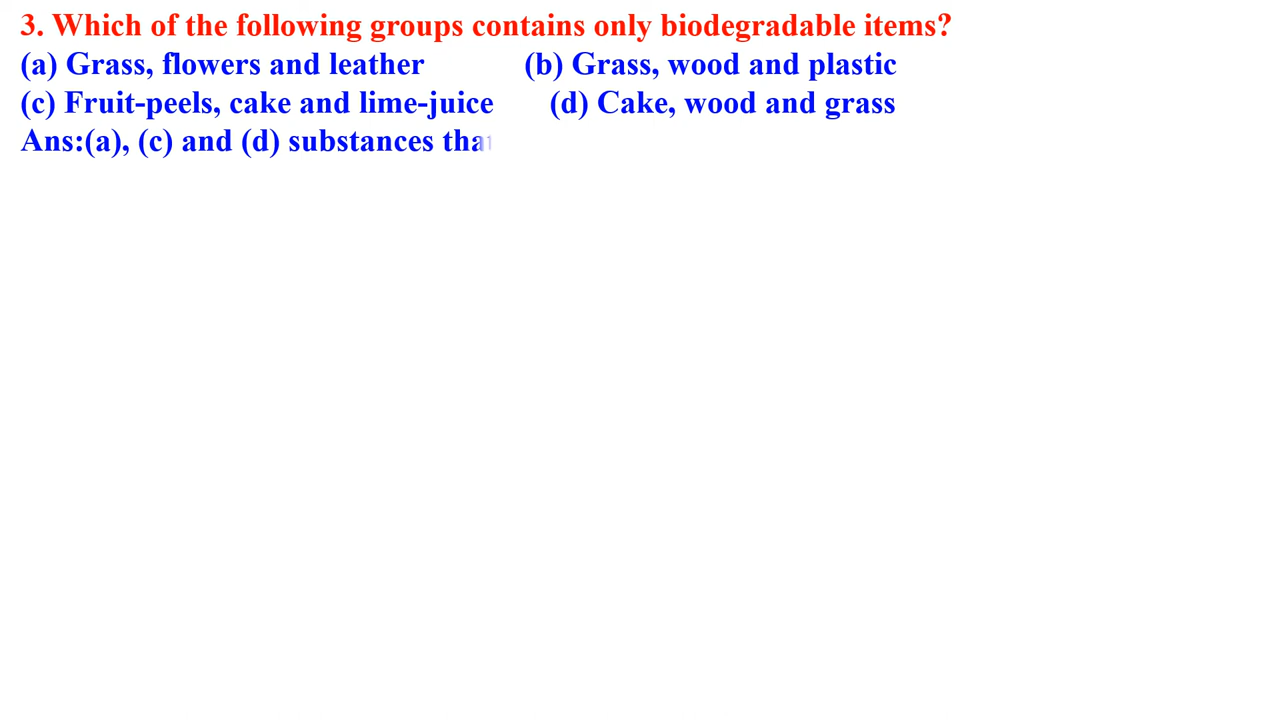 3. Which of the following groups contains only biodegradable items?
(a) Grass, flowers and leather (b) Grass, wood and plastic
(c) Fruit-peels, cake and lime-juice (d) Cake, wood and grass
Ans:(a), (c) and (d) substances that